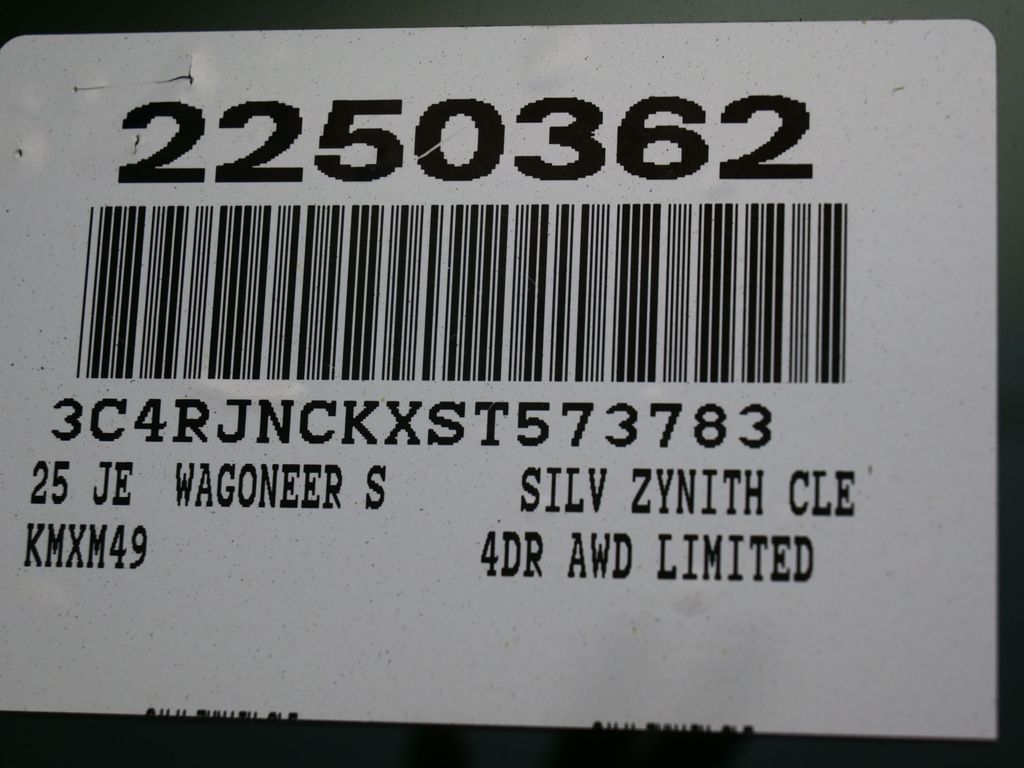 2250362
3C4RJNCKXST573783
25 JE WAGONEER S SILV ZYNITH CLE
KMXM49 4DR AWD LIMITED